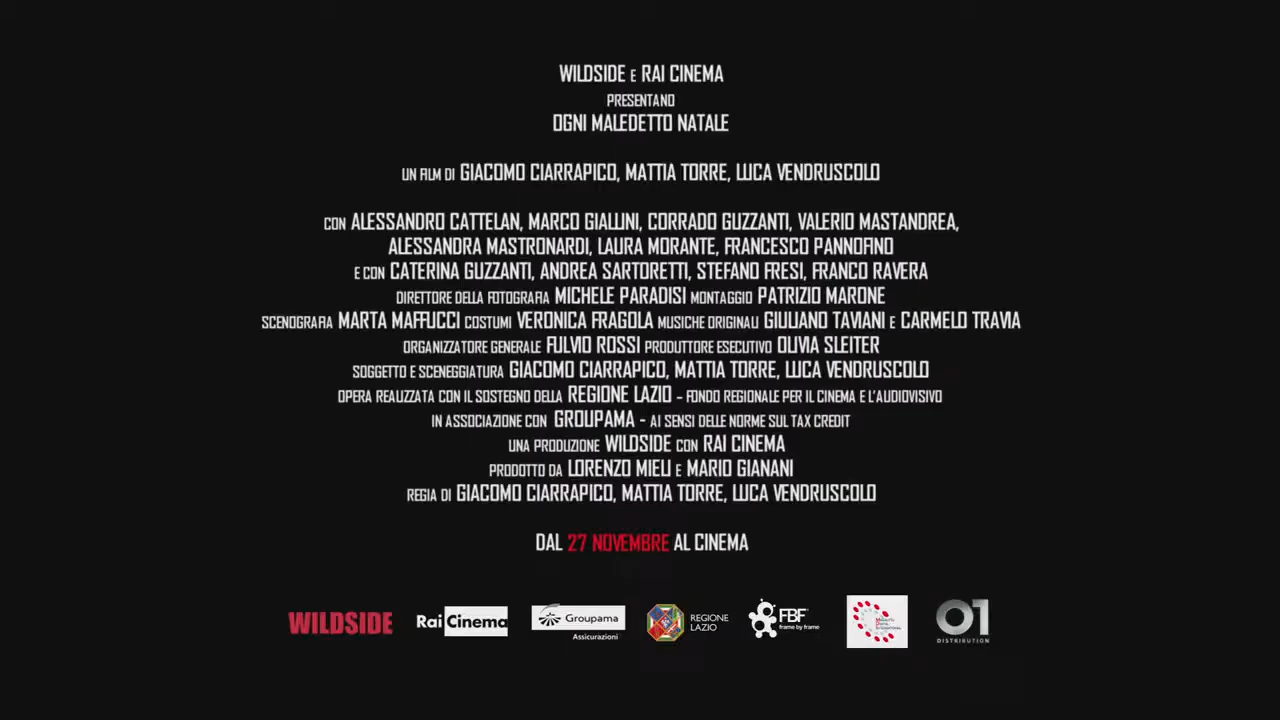 WILDSIDE E RAI CINEMA
PRESENTANO
OGNI MALEDETTO NATALE
UN FILM DI GIACOMO CIARRAPICO, MATTIA TORRE, LUCA VENDRUSCOLO
CON ALESSANDRO CATTELAN, MARCO GIALLINI, CORRADO GUZZANTI, VALERIO MASTANDREA,
ALESSANDRA MASTRONARDI, LAURA MORANTE, FRANCESCO PANNOFINO
E CON CATERINA GUZZANTI, ANDREA SARTORETTI, STEFANO FRESI, FRANCO RAVERA
DIRETTORE DELLA FOTOGRAFIA MICHELE PARADISI MONTAGGIO PATRIZIO MARONE
SCENOGRAFIA MARTA MAFFUCCI COSTUMI VERONICA FRAGOLA MUSICHE ORIGINALI GIULIANO TAVIANI E CARMELO TRAVIA
ORGANIZZATORE GENERALE FULVIO ROSSI PRODUTTORE ESECUTIVO OLIVIA SLEITER
SOGGETTO E SCENEGGIATURA GIACOMO CIARRAPICO, MATTIA TORRE, LUCA VENDRUSCOLO
OPERA REALIZZATA CON IL SOSTEGNO DELLA REGIONE LAZIO – FONDO REGIONALE PER IL CINEMA E L'AUDIOVISIVO
IN ASSOCIAZIONE CON GROUPAMA - AI SENSI DELLE NORME SUL TAX CREDIT
UNA PRODUZIONE WILDSIDE CON RAI CINEMA
PRODOTTO DA LORENZO MIELI E MARIO GIANANI
REGIA DI GIACOMO CIARRAPICO, MATTIA TORRE, LUCA VENDRUSCOLO
DAL 27 NOVEMBRE AL CINEMA
WILDSIDE
Rai Cinema
Groupama
Assicurazioni
REGIONE
LAZIO
FBF
frame by frame
01
DISTRIBUTION